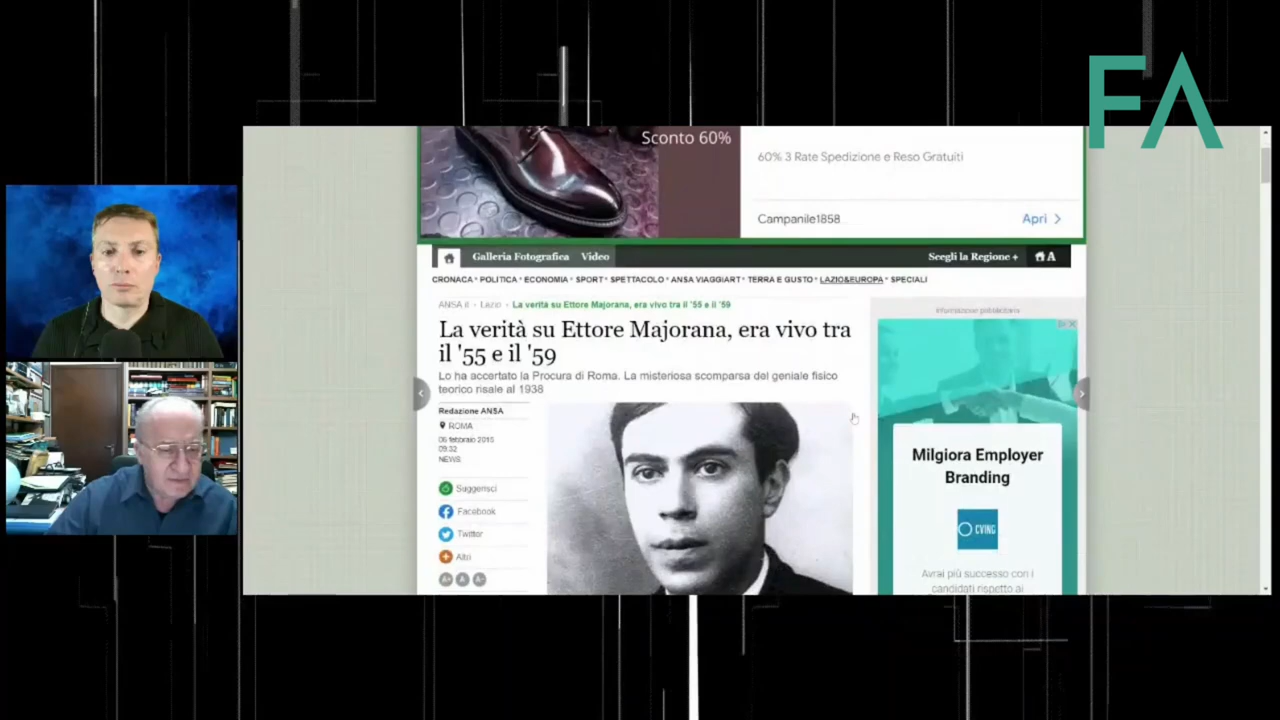 FA
Sconto 60%
60% 3 Rate Spedizione e Reso Gratuiti
Campanile1858
Apri
Galleria Fotografica Video
Scegli la Regione +
A
CRONACA • POLITICA • ECONOMIA • SPORT • SPETTACOLO • ANSA VIAGGIART • TERRA E GUSTO • LAZIO&EUROPA • SPECIALI
ANSA.it • Lazio • La verità su Ettore Majorana, era vivo tra il '55 e il '59
informazione pubblicitaria
La verità su Ettore Majorana, era vivo tra
il '55 e il '59
Lo ha accertato la Procura di Roma. La misteriosa scomparsa del geniale fisico
teorico risale al 1938
Redazione ANSA
ROMA
06 febbraio 2015
09:32
NEWS
Suggerisci
Facebook
Twitter
Altri
A+ A A-
Milgiora Employer
Branding
CVING
Avrai più successo con i
candidati rispetto ai